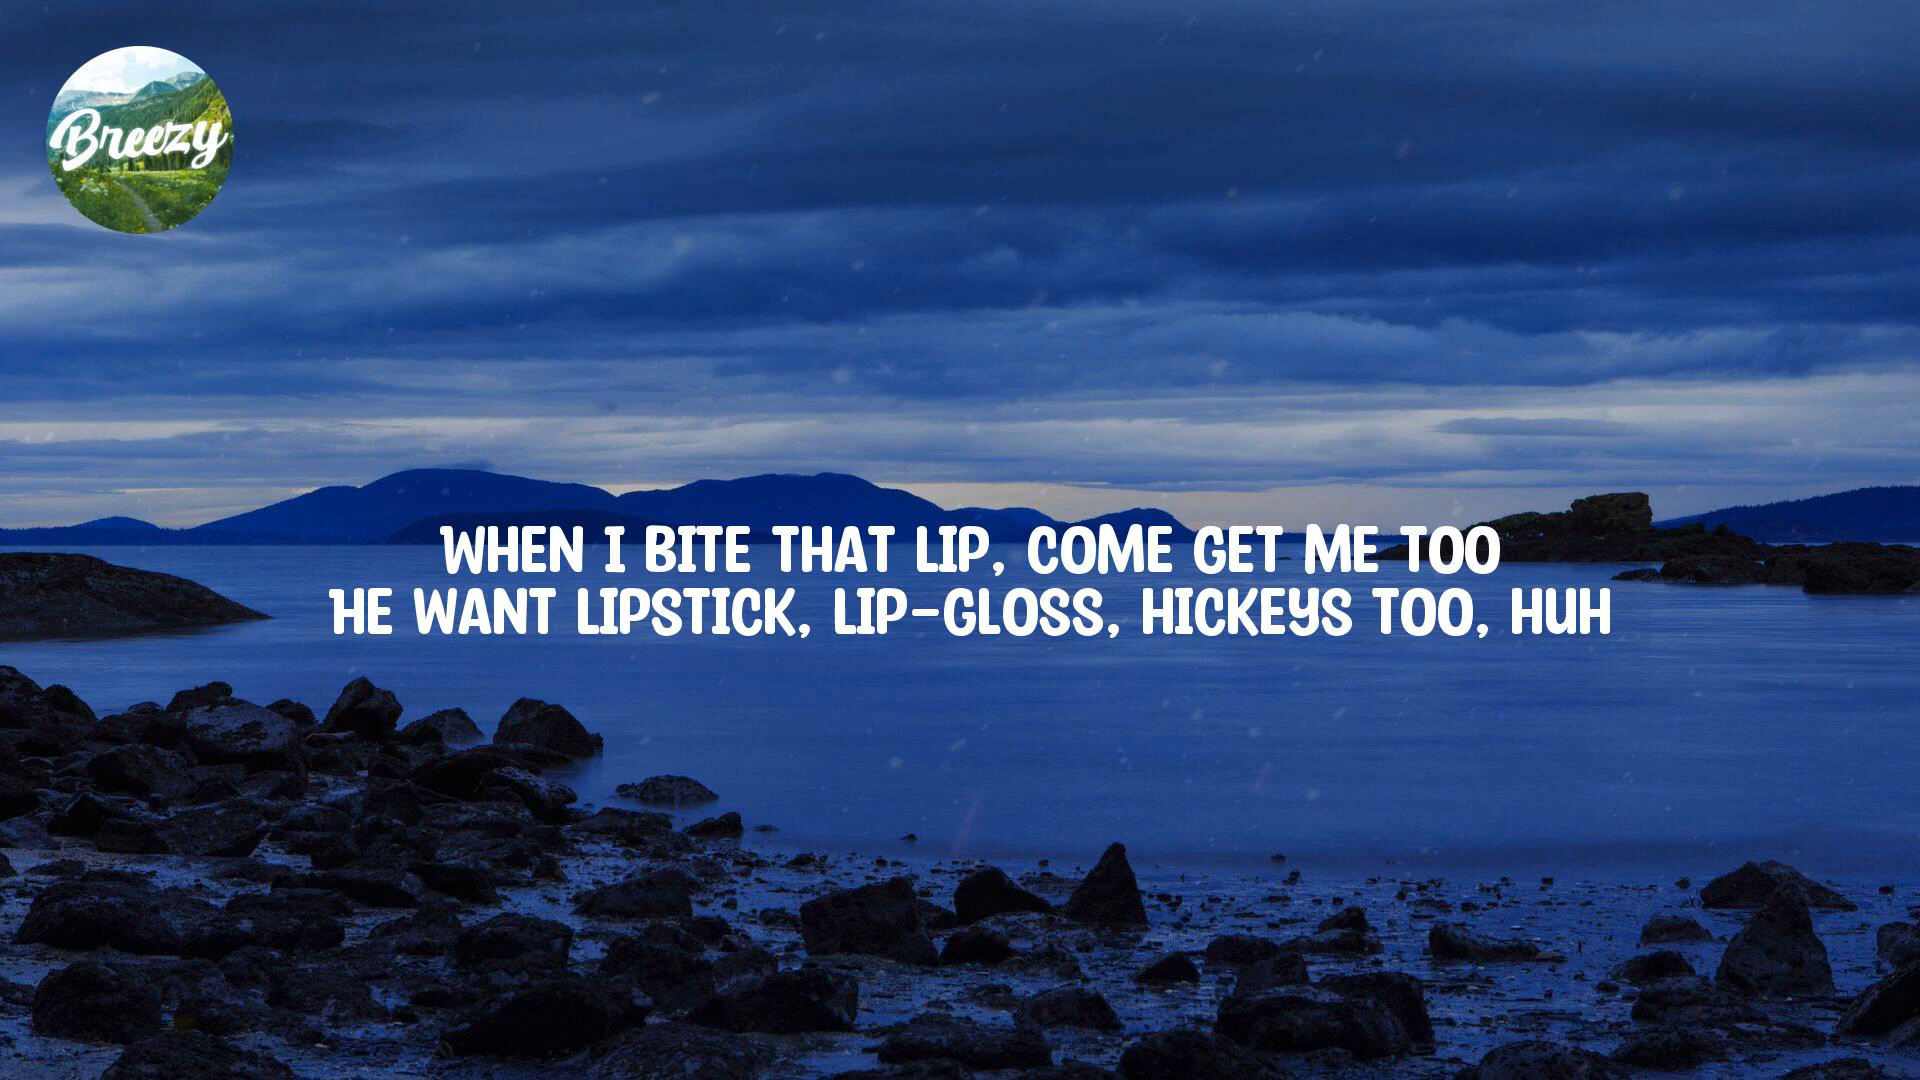 Breezy
WHEN I BITE THAT LIP, COME GET ME TOO
HE WANT LIPSTICK, LIP-GLOSS, HICKEYS TOO, HUH